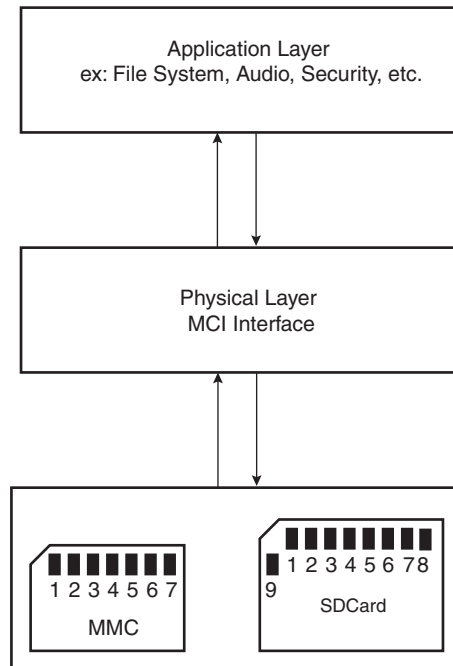 Application Layer
ex: File System, Audio, Security, etc.
Physical Layer
MCI Interface
1 2 3 4 5 6 7
MMC
1 2 3 4 5 6 7 8
9
SDCard